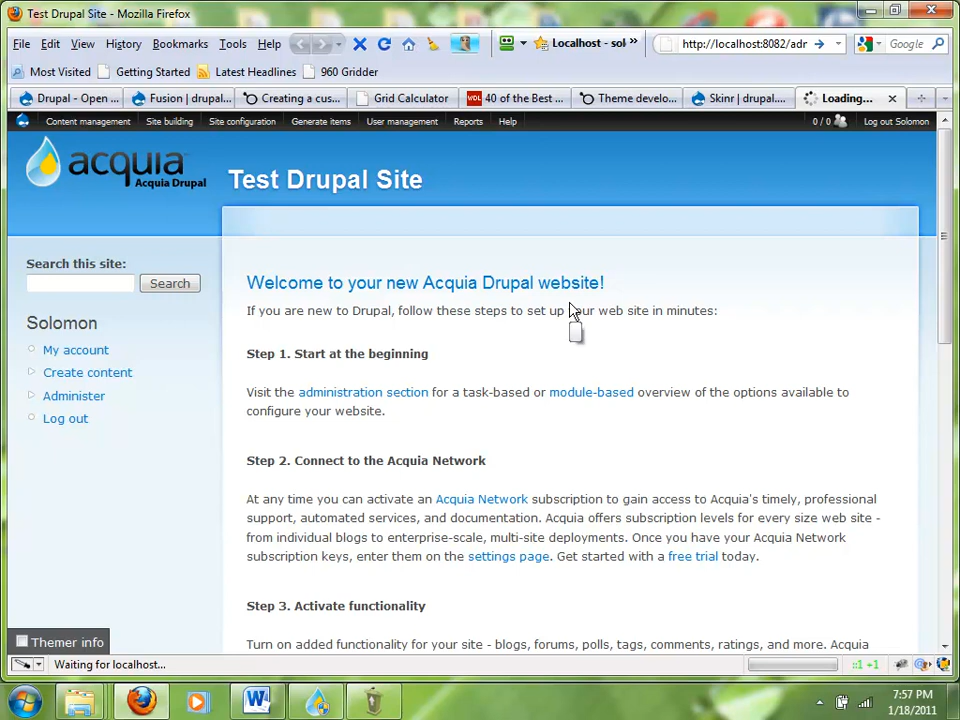 Test Drupal Site - Mozilla Firefox
File Edit View History Bookmarks Tools Help
Localhost - sol »
http://localhost:8082/adr
Google
Most Visited Getting Started Latest Headlines 960 Gridder
Drupal - Open ... Fusion | drupal... Creating a cus... Grid Calculator 40 of the Best ... Theme develo... Skinr | drupal.... Loading...
Content management Site building Site configuration Generate items User management Reports Help 0 / 0 Log out Solomon
acquia
Acquia Drupal
Test Drupal Site
Search this site:
Search
Solomon
My account
Create content
Administer
Log out
Welcome to your new Acquia Drupal website!
If you are new to Drupal, follow these steps to set up your web site in minutes:
Step 1. Start at the beginning
Visit the administration section for a task-based or module-based overview of the options available to
configure your website.
Step 2. Connect to the Acquia Network
At any time you can activate an Acquia Network subscription to gain access to Acquia's timely, professional
support, automated services, and documentation. Acquia offers subscription levels for every size web site -
from individual blogs to enterprise-scale, multi-site deployments. Once you have your Acquia Network
subscription keys, enter them on the settings page. Get started with a free trial today.
Step 3. Activate functionality
Turn on added functionality for your site - blogs, forums, polls, tags, comments, ratings, and more. Acquia
Themer info
Waiting for localhost...
::1 +1
7:57 PM
1/18/2011